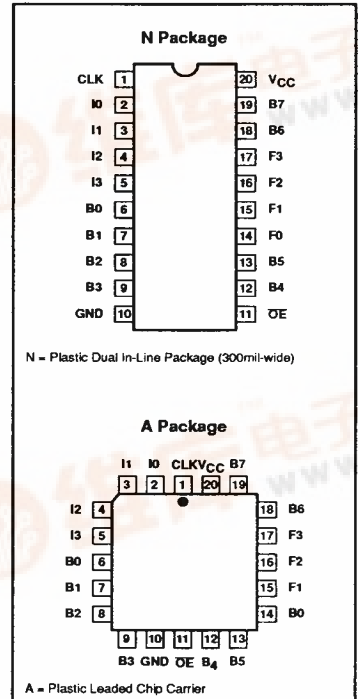 N Package
CLK 1 20 VCC
I0 2 19 B7
I1 3 18 B6
I2 4 17 F3
I3 5 16 F2
B0 6 15 F1
B1 7 14 F0
B2 8 13 B5
B3 9 12 B4
GND 10 11 O̅E̅
N = Plastic Dual In-Line Package (300mil-wide)
A Package
I1 I0 CLK VCC B7
3 2 1 20 19
I2 4 18 B6
I3 5 17 F3
B0 6 16 F2
B1 7 15 F1
B2 8 14 B0
9 10 11 12 13
B3 GND O̅E̅ B4 B5
A = Plastic Leaded Chip Carrier